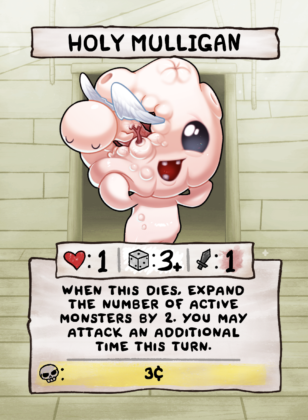 HOLY MULLIGAN
:1 :3+ :1
WHEN THIS DIES, EXPAND
THE NUMBER OF ACTIVE
MONSTERS BY 2. YOU MAY
ATTACK AN ADDITIONAL
TIME THIS TURN.
: 3¢